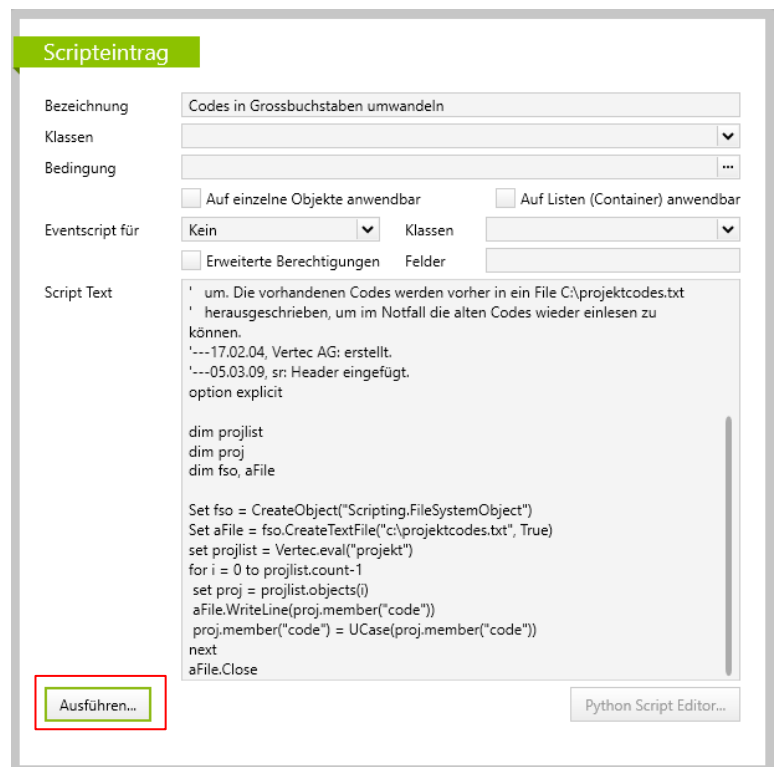 Scripteintrag
Bezeichnung Codes in Grossbuchstaben umwandeln
Klassen
Bedingung ...
Auf einzelne Objekte anwendbar Auf Listen (Container) anwendbar
Eventscript für Kein Klassen
Erweiterte Berechtigungen Felder
Script Text ' um. Die vorhandenen Codes werden vorher in ein File C:\projektcodes.txt
' herausgeschrieben, um im Notfall die alten Codes wieder einlesen zu
können.
'---17.02.04, Vertec AG: erstellt.
'---05.03.09, sr: Header eingefügt.
option explicit
dim projlist
dim proj
dim fso, aFile
Set fso = CreateObject("Scripting.FileSystemObject")
Set aFile = fso.CreateTextFile("c:\projektcodes.txt", True)
set projlist = Vertec.eval("projekt")
for i = 0 to projlist.count-1
set proj = projlist.objects(i)
aFile.WriteLine(proj.member("code"))
proj.member("code") = UCase(proj.member("code"))
next
aFile.Close
Ausführen... Python Script Editor...